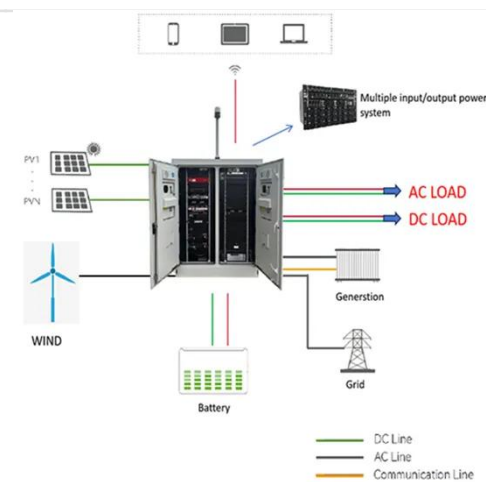 Multiple input/output power
system
PV1
PVN
AC LOAD
DC LOAD
WIND
Generstion
Grid
Battery
DC Line
AC Line
Communication Line